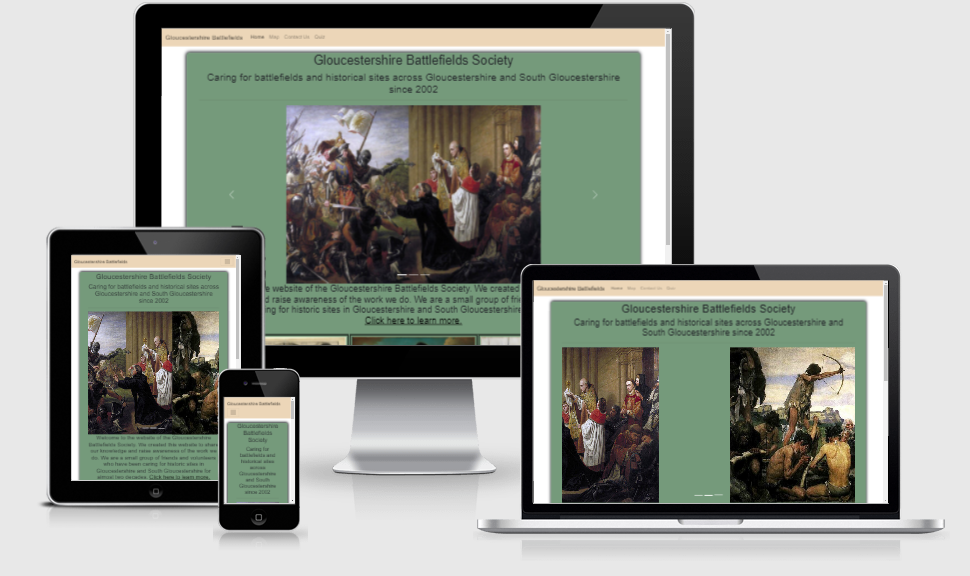 Gloucestershire Battlefields Home Map Contact Us Quiz
Gloucestershire Battlefields Society
Caring for battlefields and historical sites across Gloucestershire and South Gloucestershire
since 2002
e website of the Gloucestershire Battlefields Society. We created
d raise awareness of the work we do. We are a small group of frie
ng for historic sites in Gloucestershire and South Gloucestershire
Click here to learn more.
Gloucestershire Battlefields
Gloucestershire Battlefields Society
Caring for battlefields and historical sites across
Gloucestershire and South Gloucestershire
since 2002
Welcome to the website of the Gloucestershire
Battlefields Society. We created this website to share
our knowledge and raise awareness of the work we
do. We are a small group of friends and volunteers
who have been caring for historic sites in
Gloucestershire and South Gloucestershire for
almost two decades. Click here to learn more.
Gloucestershire Battlefields
Gloucestershire
Battlefields
Society
Caring for
battlefields and
historical sites
across
Gloucestershire
and South
Gloucestershire
since 2002
Gloucestershire Battlefields Home Map Contact Us Quiz
Gloucestershire Battlefields Society
Caring for battlefields and historical sites across Gloucestershire and
South Gloucestershire since 2002